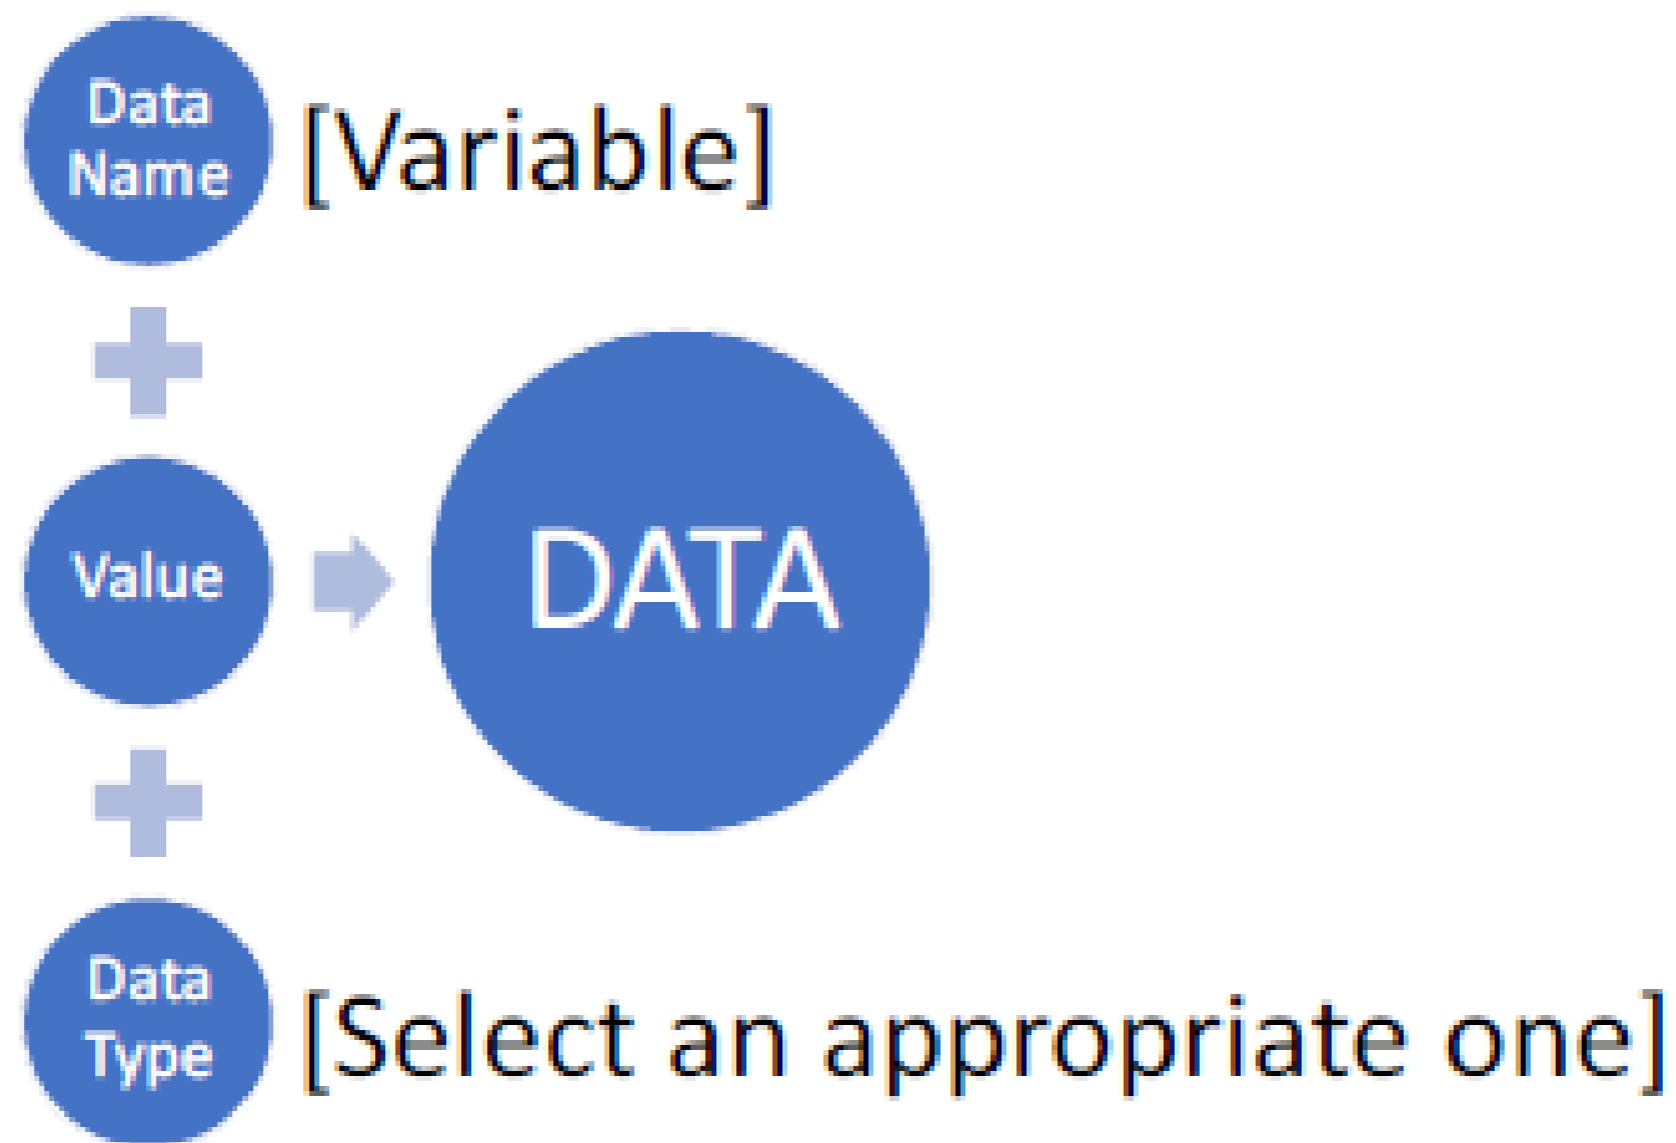 Data
Name
[Variable]
Value
DATA
Data
Type
[Select an appropriate one]